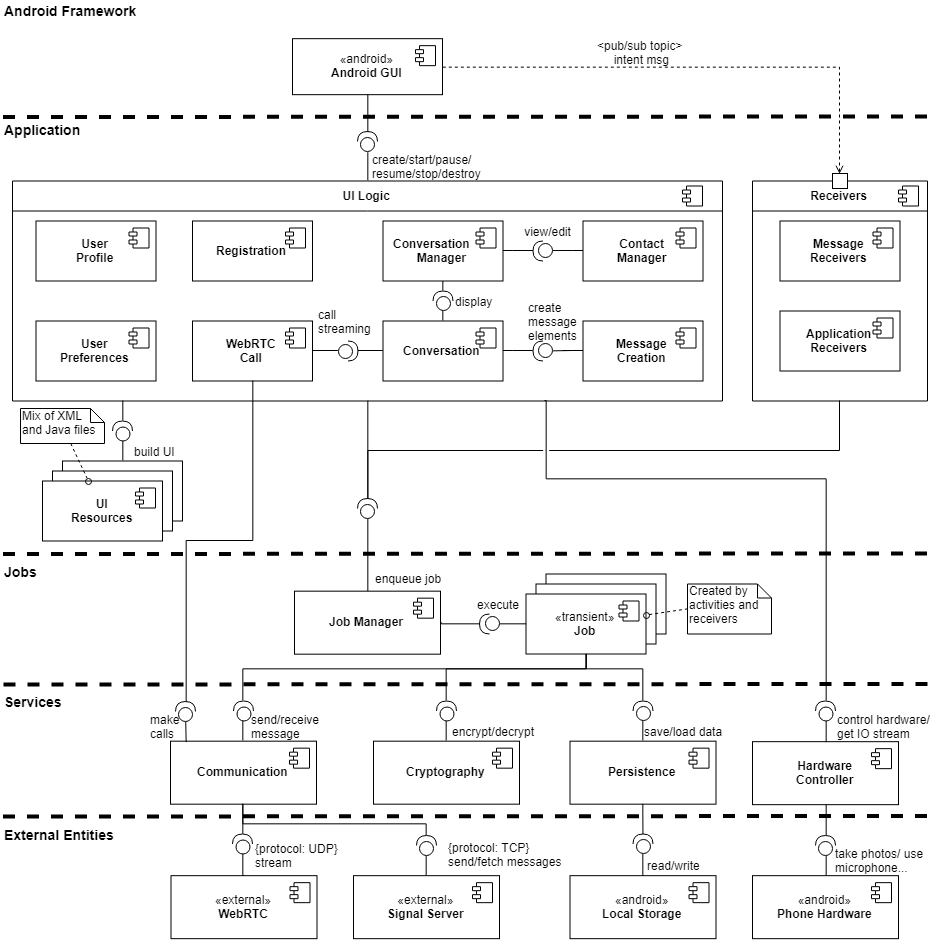 Android Framework
«android»
Android GUI
<pub/sub topic>
intent msg
Application
create/start/pause/
resume/stop/destroy
UI Logic
Receivers
User
Profile
Registration
Conversation
Manager
view/edit
Contact
Manager
Message
Receivers
display
User
Preferences
WebRTC
Call
call
streaming
Conversation
create
message
elements
Message
Creation
Application
Receivers
Mix of XML
and Java files
build UI
UI
Resources
Jobs
enqueue job
Job Manager
execute
«transient»
Job
Created by
activities and
receivers
Services
make
calls
send/receive
message
encrypt/decrypt
save/load data
control hardware/
get IO stream
Communication
Cryptography
Persistence
Hardware
Controller
External Entities
{protocol: UDP}
stream
{protocol: TCP}
send/fetch messages
read/write
take photos/ use
microphone...
«external»
WebRTC
«external»
Signal Server
«android»
Local Storage
«android»
Phone Hardware